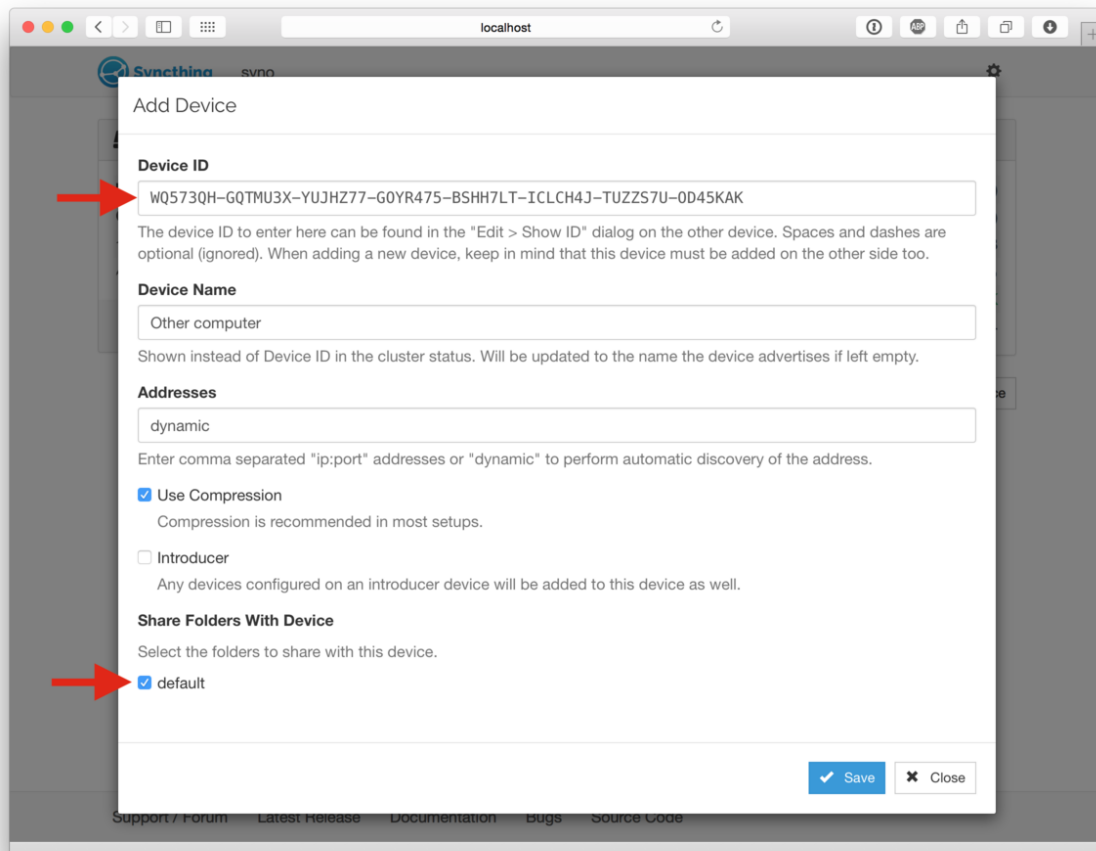 localhost
ABP
Syncthing syno
Add Device
Device ID
WQ573QH-GQTMU3X-YUJHZ77-GOYR475-BSHH7LT-ICLCH4J-TUZZS7U-OD45KAK
The device ID to enter here can be found in the "Edit > Show ID" dialog on the other device. Spaces and dashes are
optional (ignored). When adding a new device, keep in mind that this device must be added on the other side too.
Device Name
Other computer
Shown instead of Device ID in the cluster status. Will be updated to the name the device advertises if left empty.
Addresses
dynamic
Enter comma separated "ip:port" addresses or "dynamic" to perform automatic discovery of the address.
Use Compression
Compression is recommended in most setups.
Introducer
Any devices configured on an introducer device will be added to this device as well.
Share Folders With Device
Select the folders to share with this device.
default
Save Close
Support / Forum Latest Release Documentation Bugs Source Code